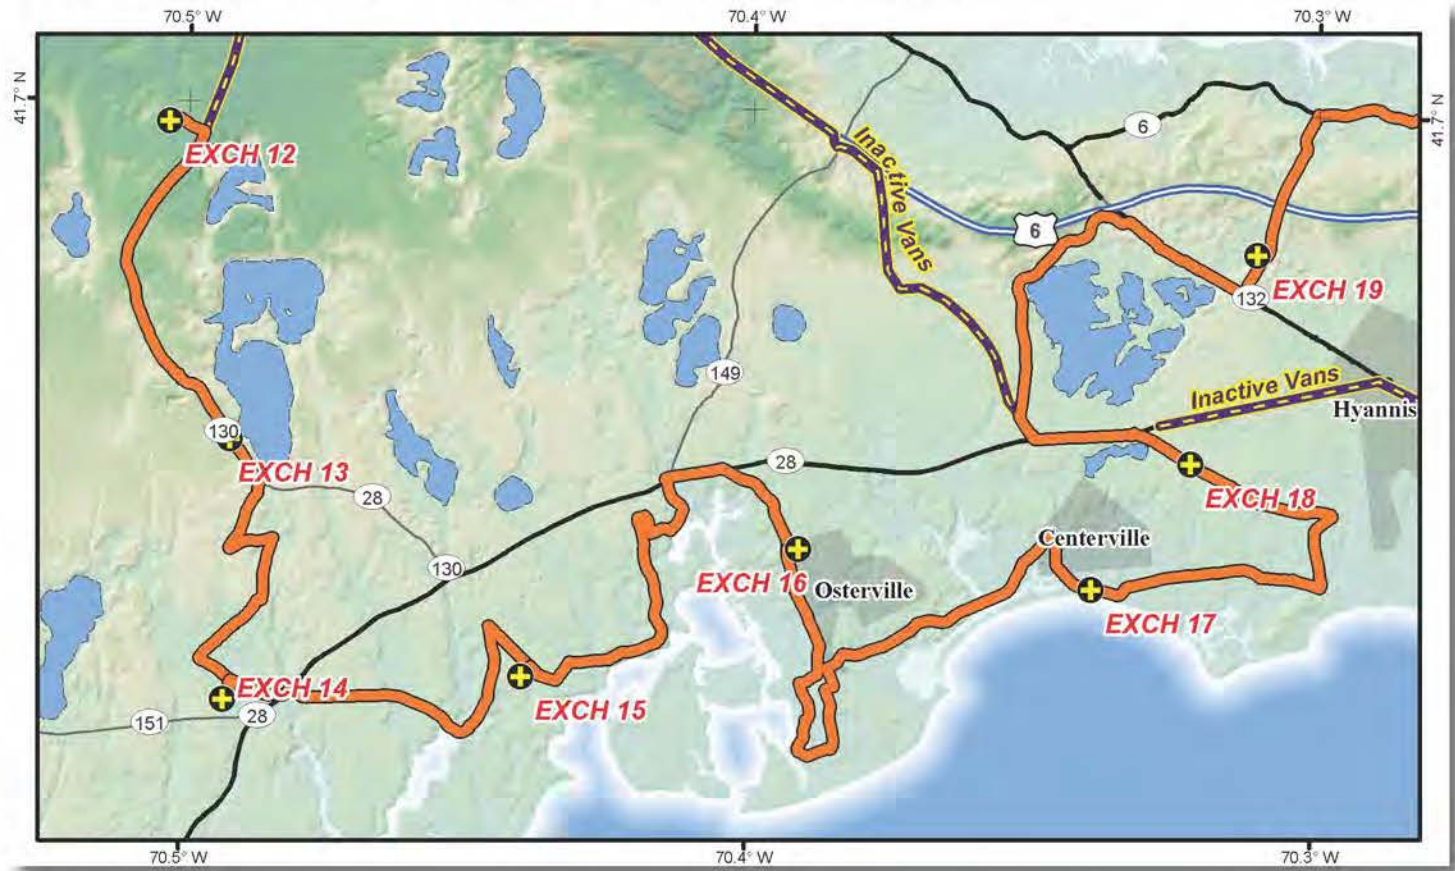 70.5° W
70.4° W
70.3° W
41.7° N
41.7° N
6
EXCH 12
Inactive Vans
6
EXCH 19
132
149
Inactive Vans
Hyannis
130
EXCH 13
28
28
EXCH 18
Centerville
130
EXCH 16
Osterville
EXCH 17
EXCH 14
EXCH 15
151
28
70.5° W
70.4° W
70.3° W